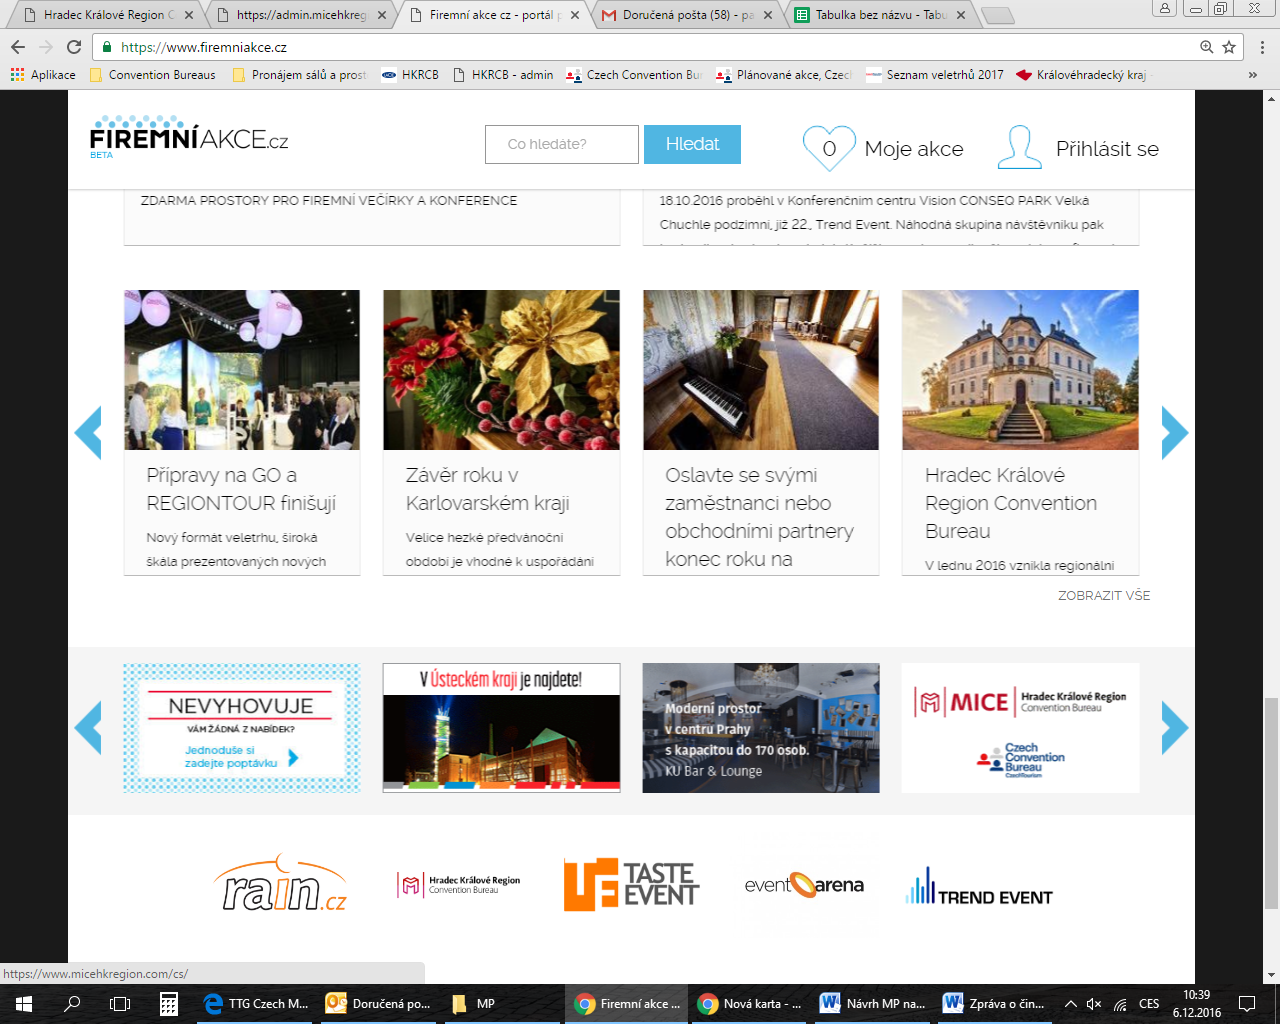 Hradec Králové Region C
https://admin.micehkreg
Firemní akce cz - portál p
Doručená pošta (58) - pa
Tabulka bez názvu - Tabu
https://www.firemniakce.cz
Aplikace
Convention Bureaus
Pronájem sálů a prost
HKRCB
HKRCB - admin
Czech Convention Bu
Plánované akce, Czec
Seznam veletrhů 2017
Královéhradecký kraj -
»
FIREMNÍAKCE.cz
BETA
Co hledáte?
Hledat
0
Moje akce
Přihlásit se
ZDARMA PROSTORY PRO FIREMNÍ VEČÍRKY A KONFERENCE
18.10.2016 proběhl v Konferenčním centru Vision CONSEQ PARK Velká
Chuchle podzimní, již 22., Trend Event. Náhodná skupina návštěvníku pak
Přípravy na GO a
REGIONTOUR finišují
Nový formát veletrhu, široká
škála prezentovaných nových
Závěr roku v
Karlovarském kraji
Velice hezké předvánoční
období je vhodné k uspořádání
Oslavte se svými
zaměstnanci nebo
obchodními partnery
konec roku na
Hradec Králové
Region Convention
Bureau
V lednu 2016 vznikla regionální
ZOBRAZIT VŠE
NEVYHOVUJE
VÁM ŽÁDNÁ Z NABÍDEK?
Jednoduše si
zadejte poptávku
V Ústeckém kraji je najdete!
Moderní prostor
v centru Prahy
s kapacitou do 170 osob.
KU Bar & Lounge
MICE
Hradec Králové Region
Convention Bureau
Czech
Convention
Bureau
CzechTourism
rain.cz
Hradec Králové Region
Convention Bureau
TASTE
EVENT
event arena
TREND EVENT
https://www.micehkregion.com/cs/
TTG Czech M...
Doručená po...
MP
Firemní akce ...
Nová karta - ...
Návrh MP na...
Zpráva o čin...
CES
10:39
6.12.2016